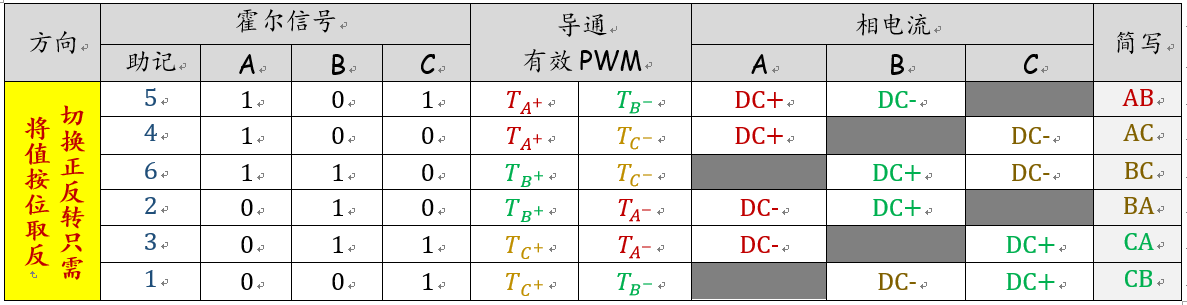 方向 霍尔信号 导通 有效PWM 相电流 简写
助记 A B C A B C
切换正反转只需
将值按位取反
5 1 0 1 T_{A^+} T_{B^-} DC+ DC- AB
4 1 0 0 T_{A^+} T_{C^-} DC+ DC- AC
6 1 1 0 T_{B^+} T_{C^-} DC+ DC- BC
2 0 1 0 T_{B^+} T_{A^-} DC- DC+ BA
3 0 1 1 T_{C^+} T_{A^-} DC- DC+ CA
1 0 0 1 T_{C^+} T_{B^-} DC- DC+ CB